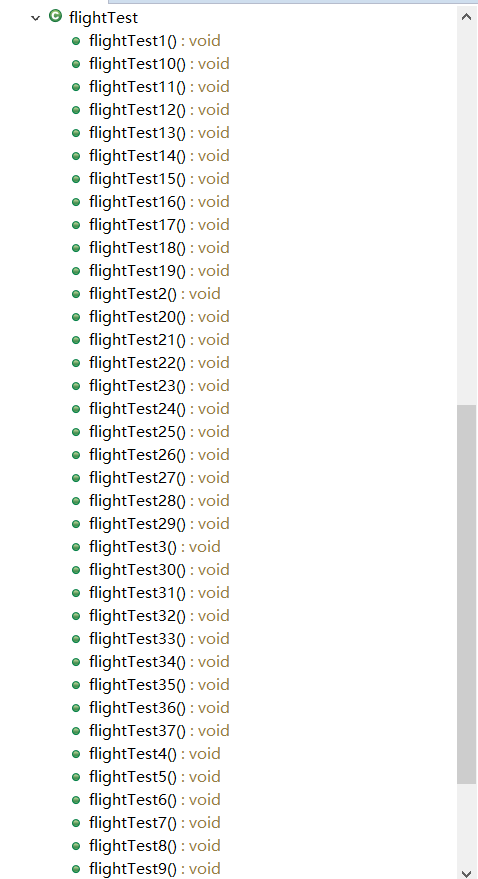 flightTest
flightTest1() : void
flightTest10() : void
flightTest11() : void
flightTest12() : void
flightTest13() : void
flightTest14() : void
flightTest15() : void
flightTest16() : void
flightTest17() : void
flightTest18() : void
flightTest19() : void
flightTest2() : void
flightTest20() : void
flightTest21() : void
flightTest22() : void
flightTest23() : void
flightTest24() : void
flightTest25() : void
flightTest26() : void
flightTest27() : void
flightTest28() : void
flightTest29() : void
flightTest3() : void
flightTest30() : void
flightTest31() : void
flightTest32() : void
flightTest33() : void
flightTest34() : void
flightTest35() : void
flightTest36() : void
flightTest37() : void
flightTest4() : void
flightTest5() : void
flightTest6() : void
flightTest7() : void
flightTest8() : void
flightTest9() : void